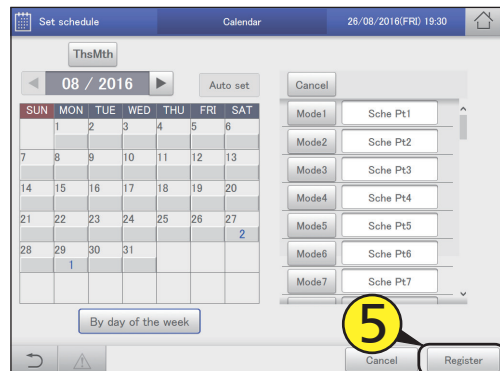 Set schedule Calendar 26/08/2016(FRI) 19:30
ThsMth
08 / 2016 Auto set Cancel
SUN MON TUE WED THU FRI SAT
1 2 3 4 5 6
7 8 9 10 11 12 13
14 15 16 17 18 19 20
21 22 23 24 25 26 27
2
28 29 30 31
1
By day of the week
Mode1 Sche Pt1
Mode2 Sche Pt2
Mode3 Sche Pt3
Mode4 Sche Pt4
Mode5 Sche Pt5
Mode6 Sche Pt6
Mode7 Sche Pt7
5
Cancel Register